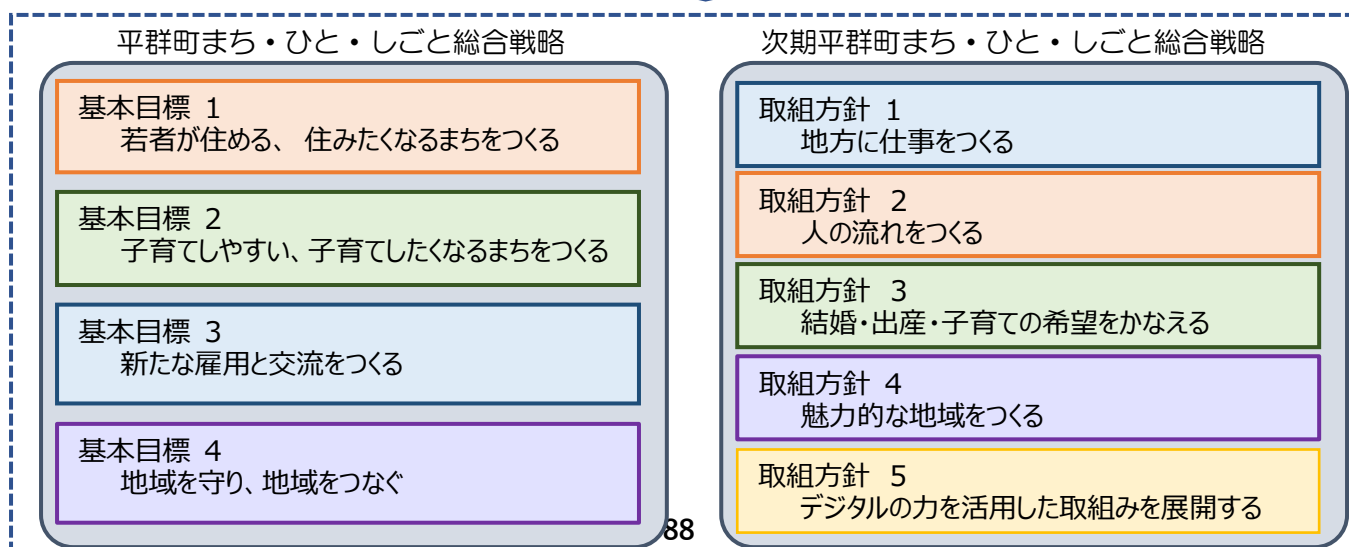 平群町まち・ひと・しごと総合戦略
基本目標 1
若者が住める、 住みたくなるまちをつくる
基本目標 2
子育てしやすい、子育てしたくなるまちをつくる
基本目標 3
新たな雇用と交流をつくる
基本目標 4
地域を守り、地域をつなぐ
次期平群町まち・ひと・しごと総合戦略
取組方針 1
地方に仕事をつくる
取組方針 2
人の流れをつくる
取組方針 3
結婚・出産・子育ての希望をかなえる
取組方針 4
魅力的な地域をつくる
取組方針 5
デジタルの力を活用した取組みを展開する
88